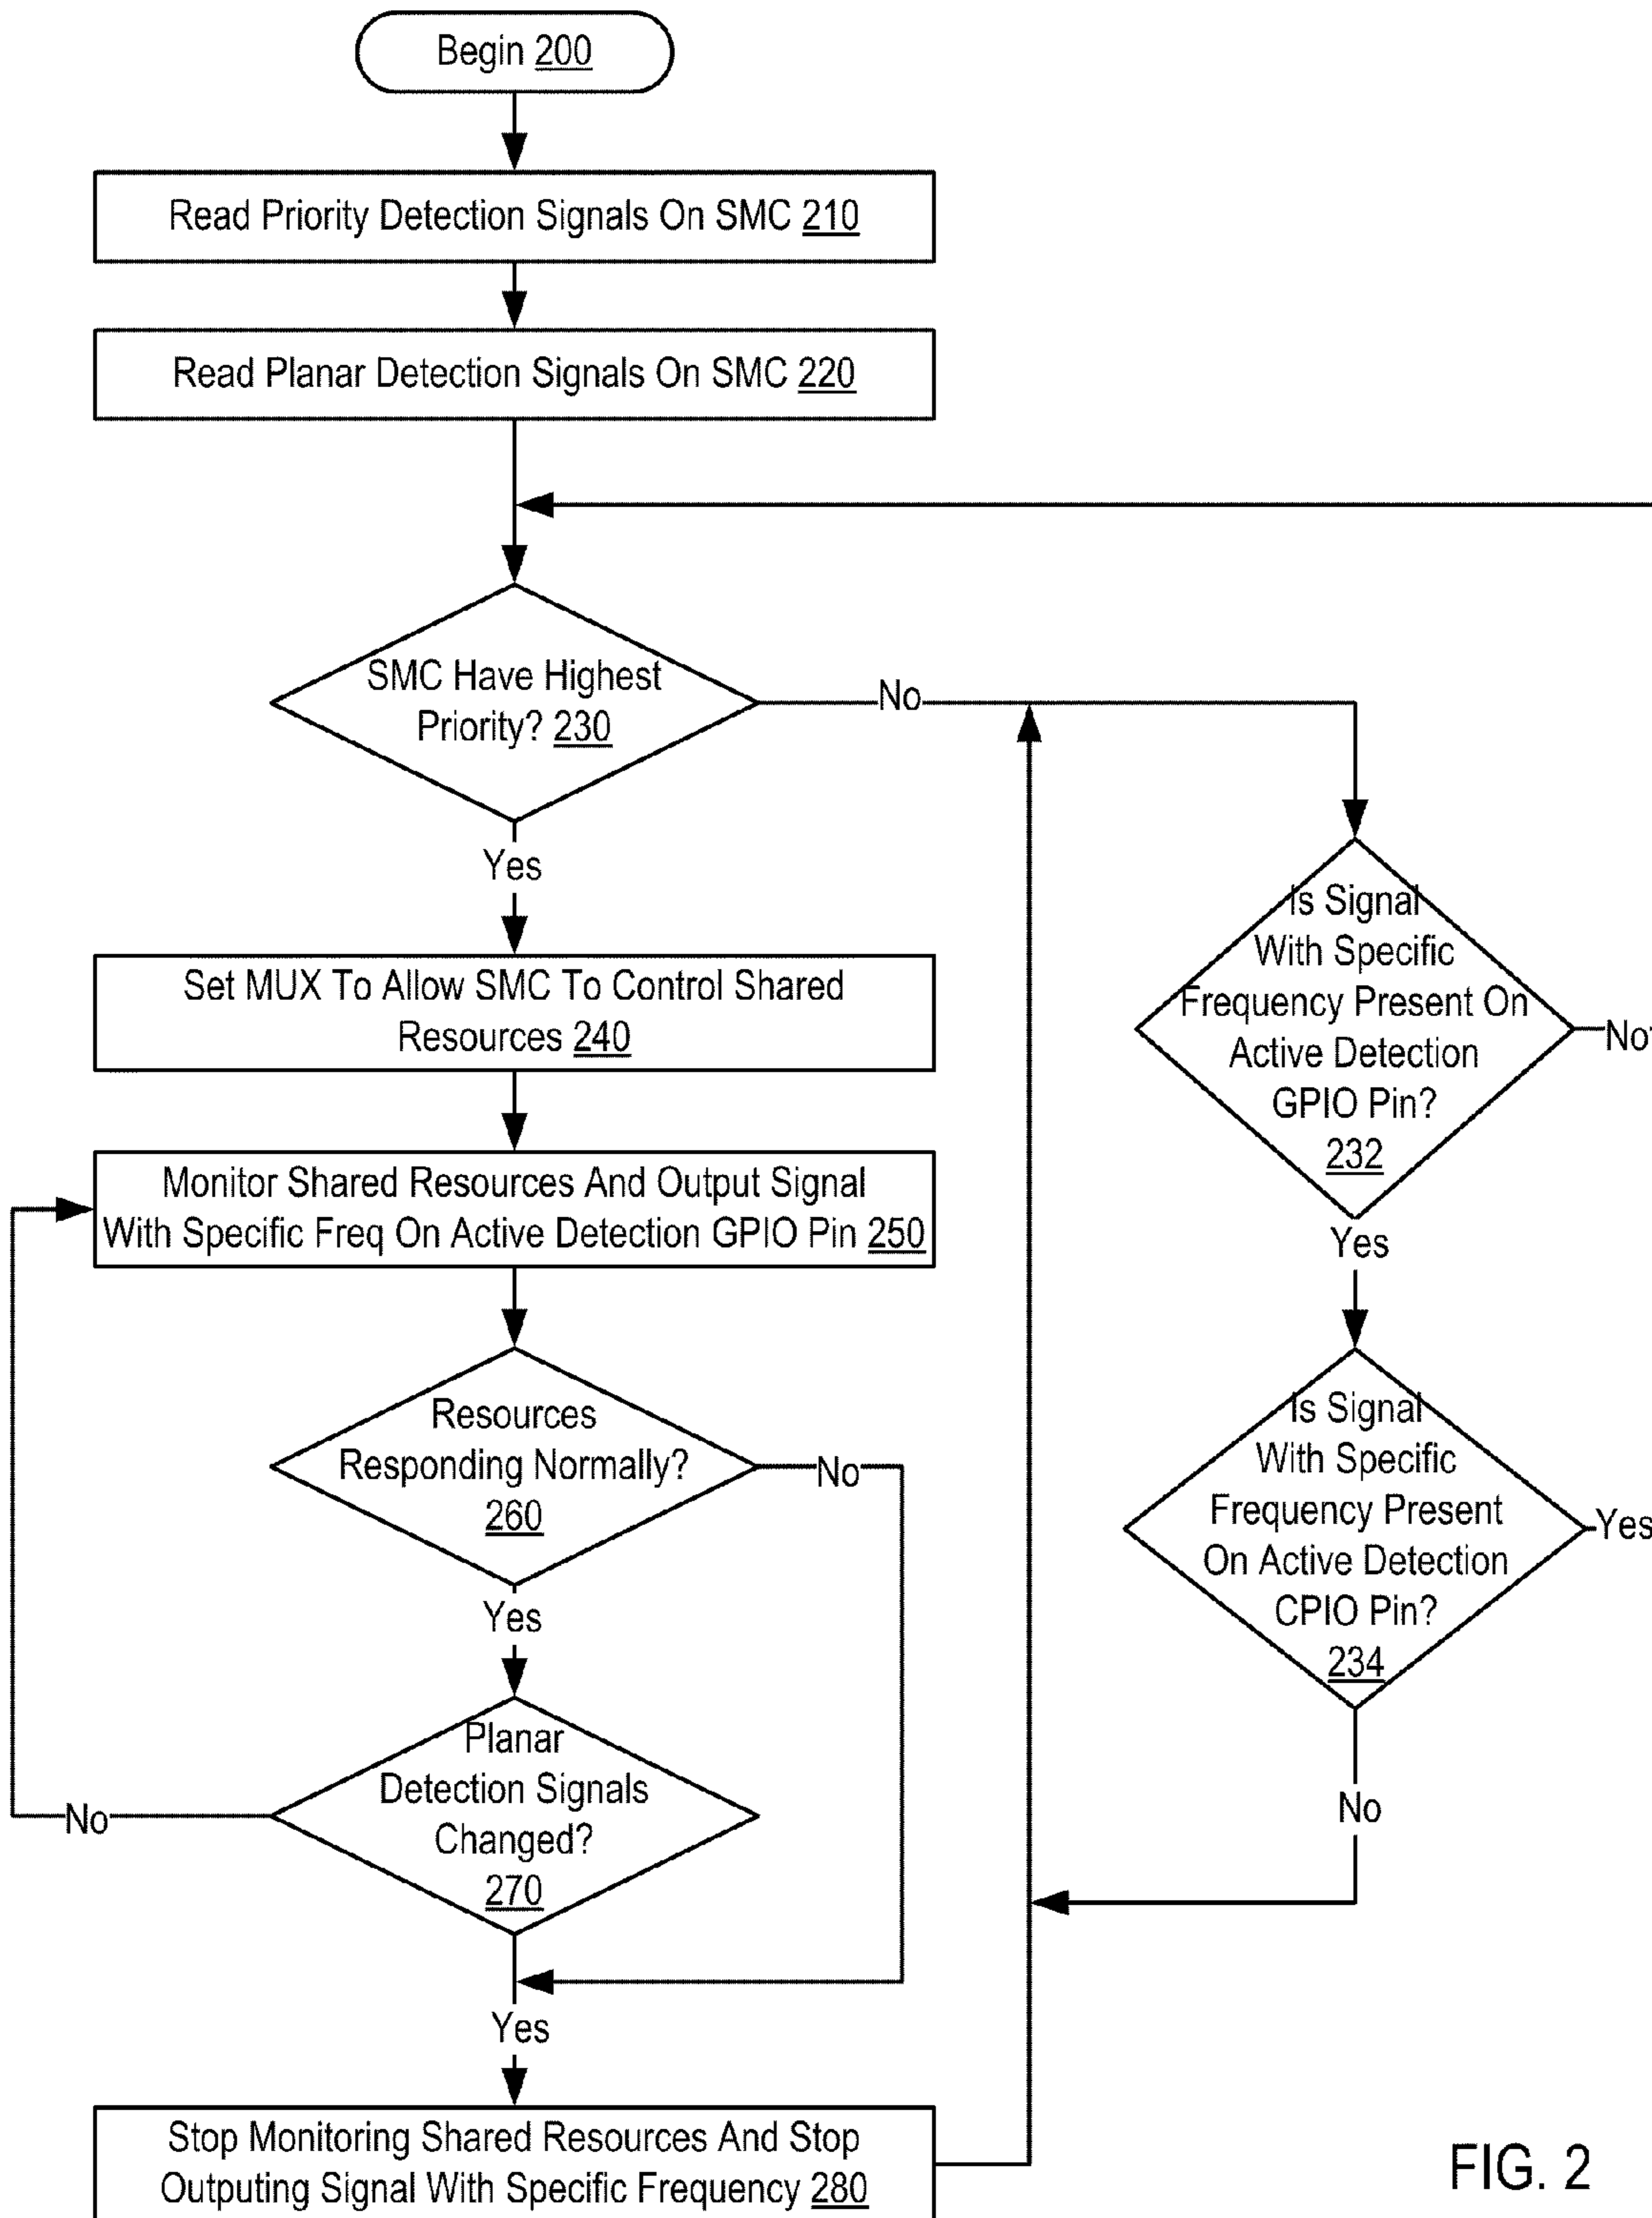 Begin 200
Read Priority Detection Signals On SMC 210
Read Planar Detection Signals On SMC 220
SMC Have Highest
Priority? 230
No
Yes
Set MUX To Allow SMC To Control Shared
Resources 240
Monitor Shared Resources And Output Signal
With Specific Freq On Active Detection GPIO Pin 250
Resources
Responding Normally?
260
No
Yes
Planar
Detection Signals
Changed?
270
No
Yes
Stop Monitoring Shared Resources And Stop
Outputing Signal With Specific Frequency 280
Is Signal
With Specific
Frequency Present On
Active Detection
GPIO Pin?
232
No
Yes
Is Signal
With Specific
Frequency Present
On Active Detection
CPIO Pin?
234
Yes
No
FIG. 2